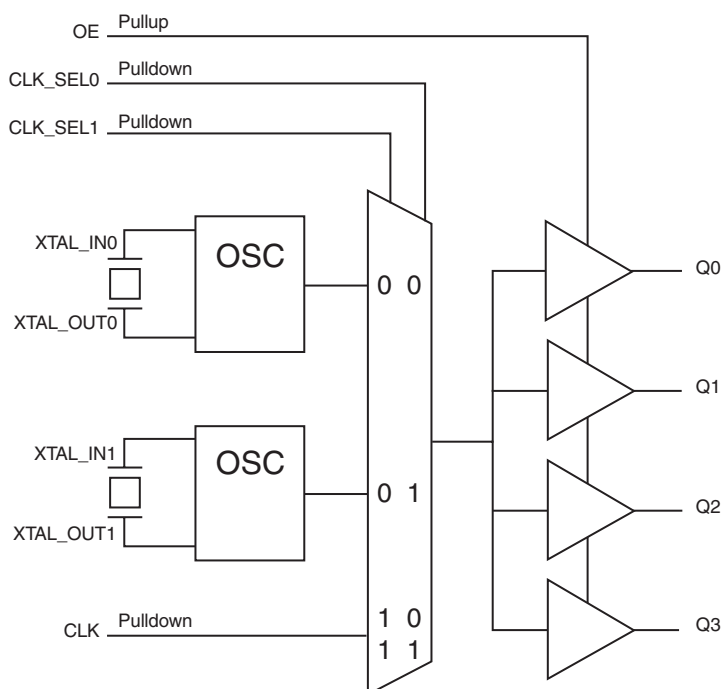 OE Pullup
CLK_SEL0 Pulldown
CLK_SEL1 Pulldown
XTAL_IN0
OSC
0 0
XTAL_OUT0
Q0
Q1
XTAL_IN1
OSC
0 1
XTAL_OUT1
Q2
CLK Pulldown
1 0
1 1
Q3